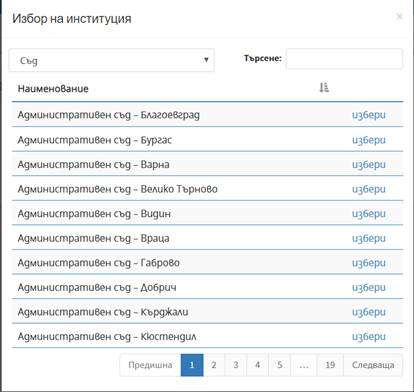 Избор на институция ×
Съд Търсене:
Наименование
Административен съд – Благоевград избери
Административен съд – Бургас избери
Административен съд – Варна избери
Административен съд – Велико Търново избери
Административен съд – Видин избери
Административен съд – Враца избери
Административен съд – Габрово избери
Административен съд – Добрич избери
Административен съд – Кърджали избери
Административен съд – Кюстендил избери
Предишна 1 2 3 4 5 … 19 Следваща